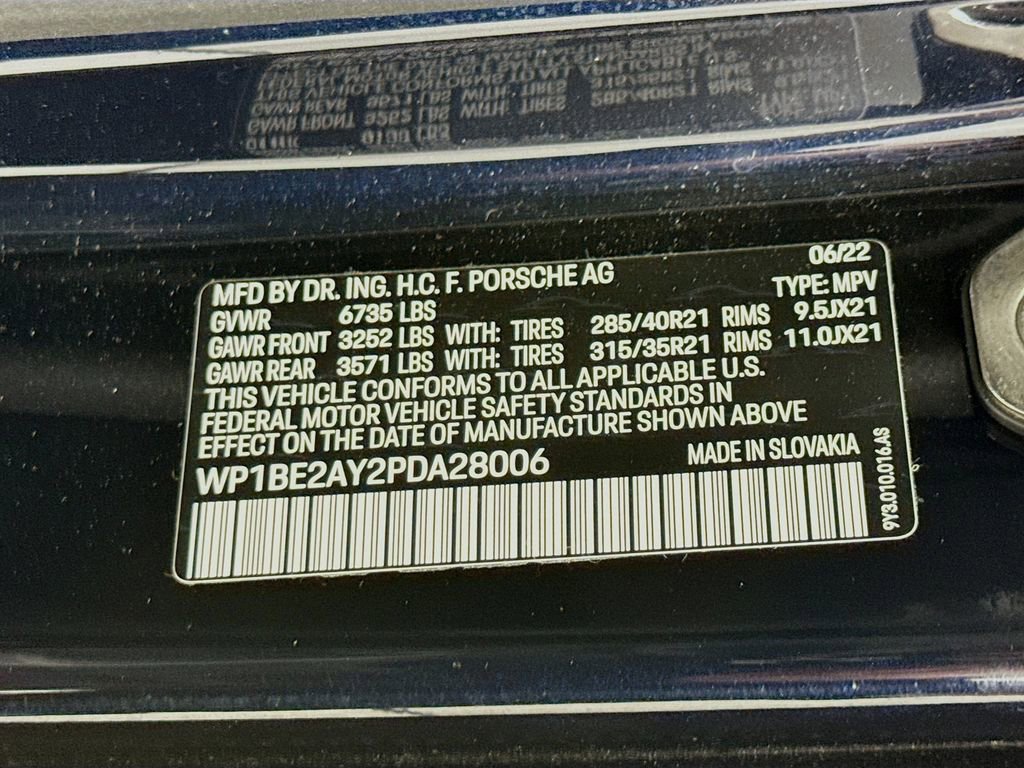 MFD BY DR. ING. H.C. F. PORSCHE AG 06/22
GVWR 6735 LBS TYPE: MPV
GAWR FRONT 3252 LBS WITH: TIRES 285/40R21 RIMS 9.5JX21
GAWR REAR 3571 LBS WITH: TIRES 315/35R21 RIMS 11.0JX21
THIS VEHICLE CONFORMS TO ALL APPLICABLE U.S.
FEDERAL MOTOR VEHICLE SAFETY STANDARDS IN
EFFECT ON THE DATE OF MANUFACTURE SHOWN ABOVE
WP1BE2AY2PDA28006 MADE IN SLOVAKIA
9Y3.010.016.AS